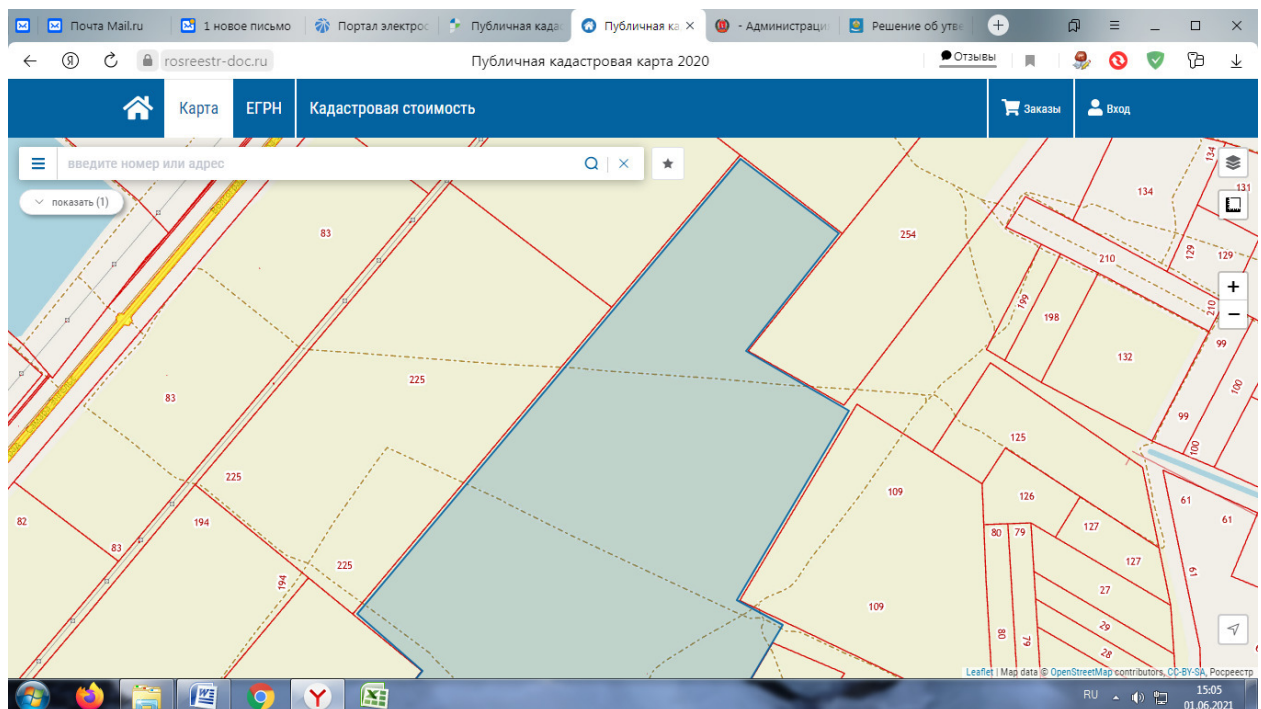 Почта Mail.ru
1 новое письмо
Портал электрос
Публичная када
Публичная ка
- Администраци
Решение об утве
rosreestr-doc.ru
Публичная кадастровая карта 2020
Отзывы
Карта
ЕГРН
Кадастровая стоимость
Заказы
Вход
введите номер или адрес
показать (1)
134
134
131
83
254
210
129
129
199
198
210
99
132
225
100
83
99
125
100
225
109
126
61
82
194
61
80
79
127
83
225
127
61
194
27
109
29
80
79
28
Leaflet | Map data © OpenStreetMap contributors, CC-BY-SA, Росреестр
RU
15:05
01.06.2021